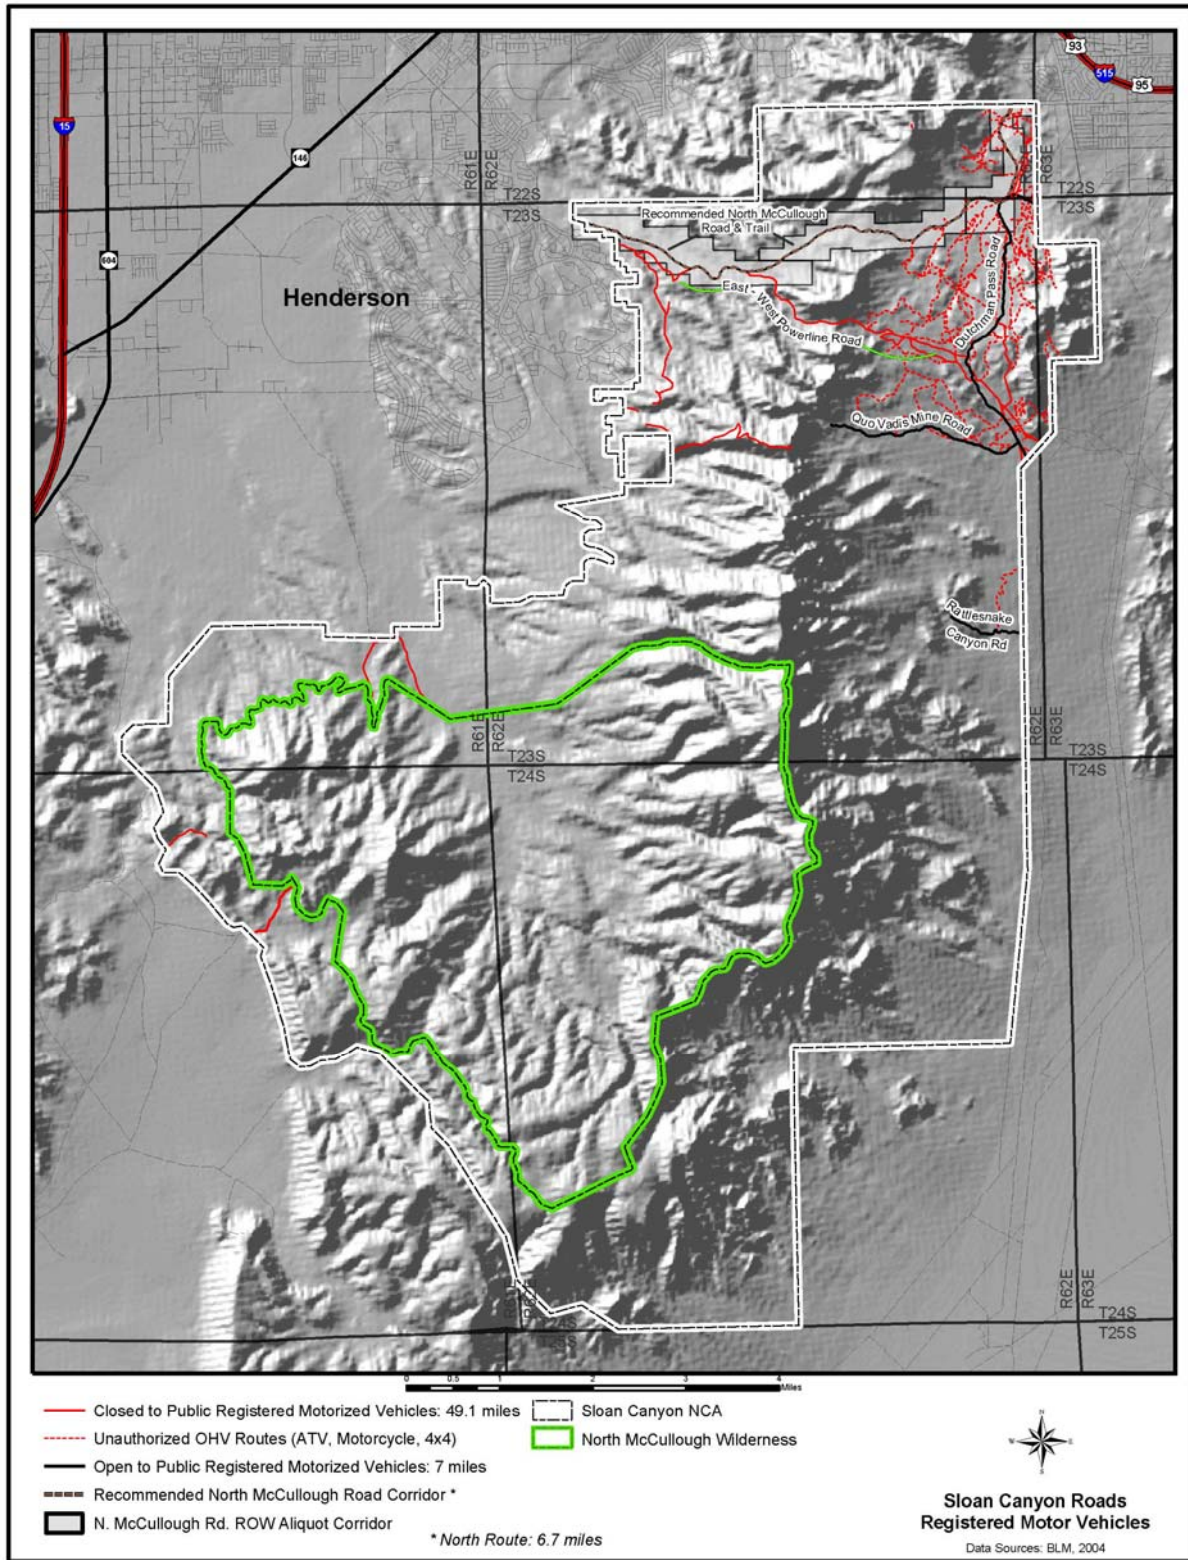 93
515
95
15
146
R61E
R62E
R62E
R63E
T22S
T23S
T22S
T23S
604
Recommended North McCullough
Road & Trail
Henderson
East - West Powerline Road
Dutchman Pass Road
Quo Vadis Mine Road
Rattlesnake
Canyon Rd
R61E
R62E
R62E
R63E
T23S
T24S
T23S
T24S
R61E
R62E
R62E
R63E
T24S
T25S
T24S
T25S
0 0.5 1 2 3 4
Miles
Closed to Public Registered Motorized Vehicles: 49.1 miles
Unauthorized OHV Routes (ATV, Motorcycle, 4x4)
Open to Public Registered Motorized Vehicles: 7 miles
Recommended North McCullough Road Corridor *
N. McCullough Rd. ROW Aliquot Corridor
Sloan Canyon NCA
North McCullough Wilderness
* North Route: 6.7 miles
N
W E
S
Sloan Canyon Roads
Registered Motor Vehicles
Data Sources: BLM, 2004